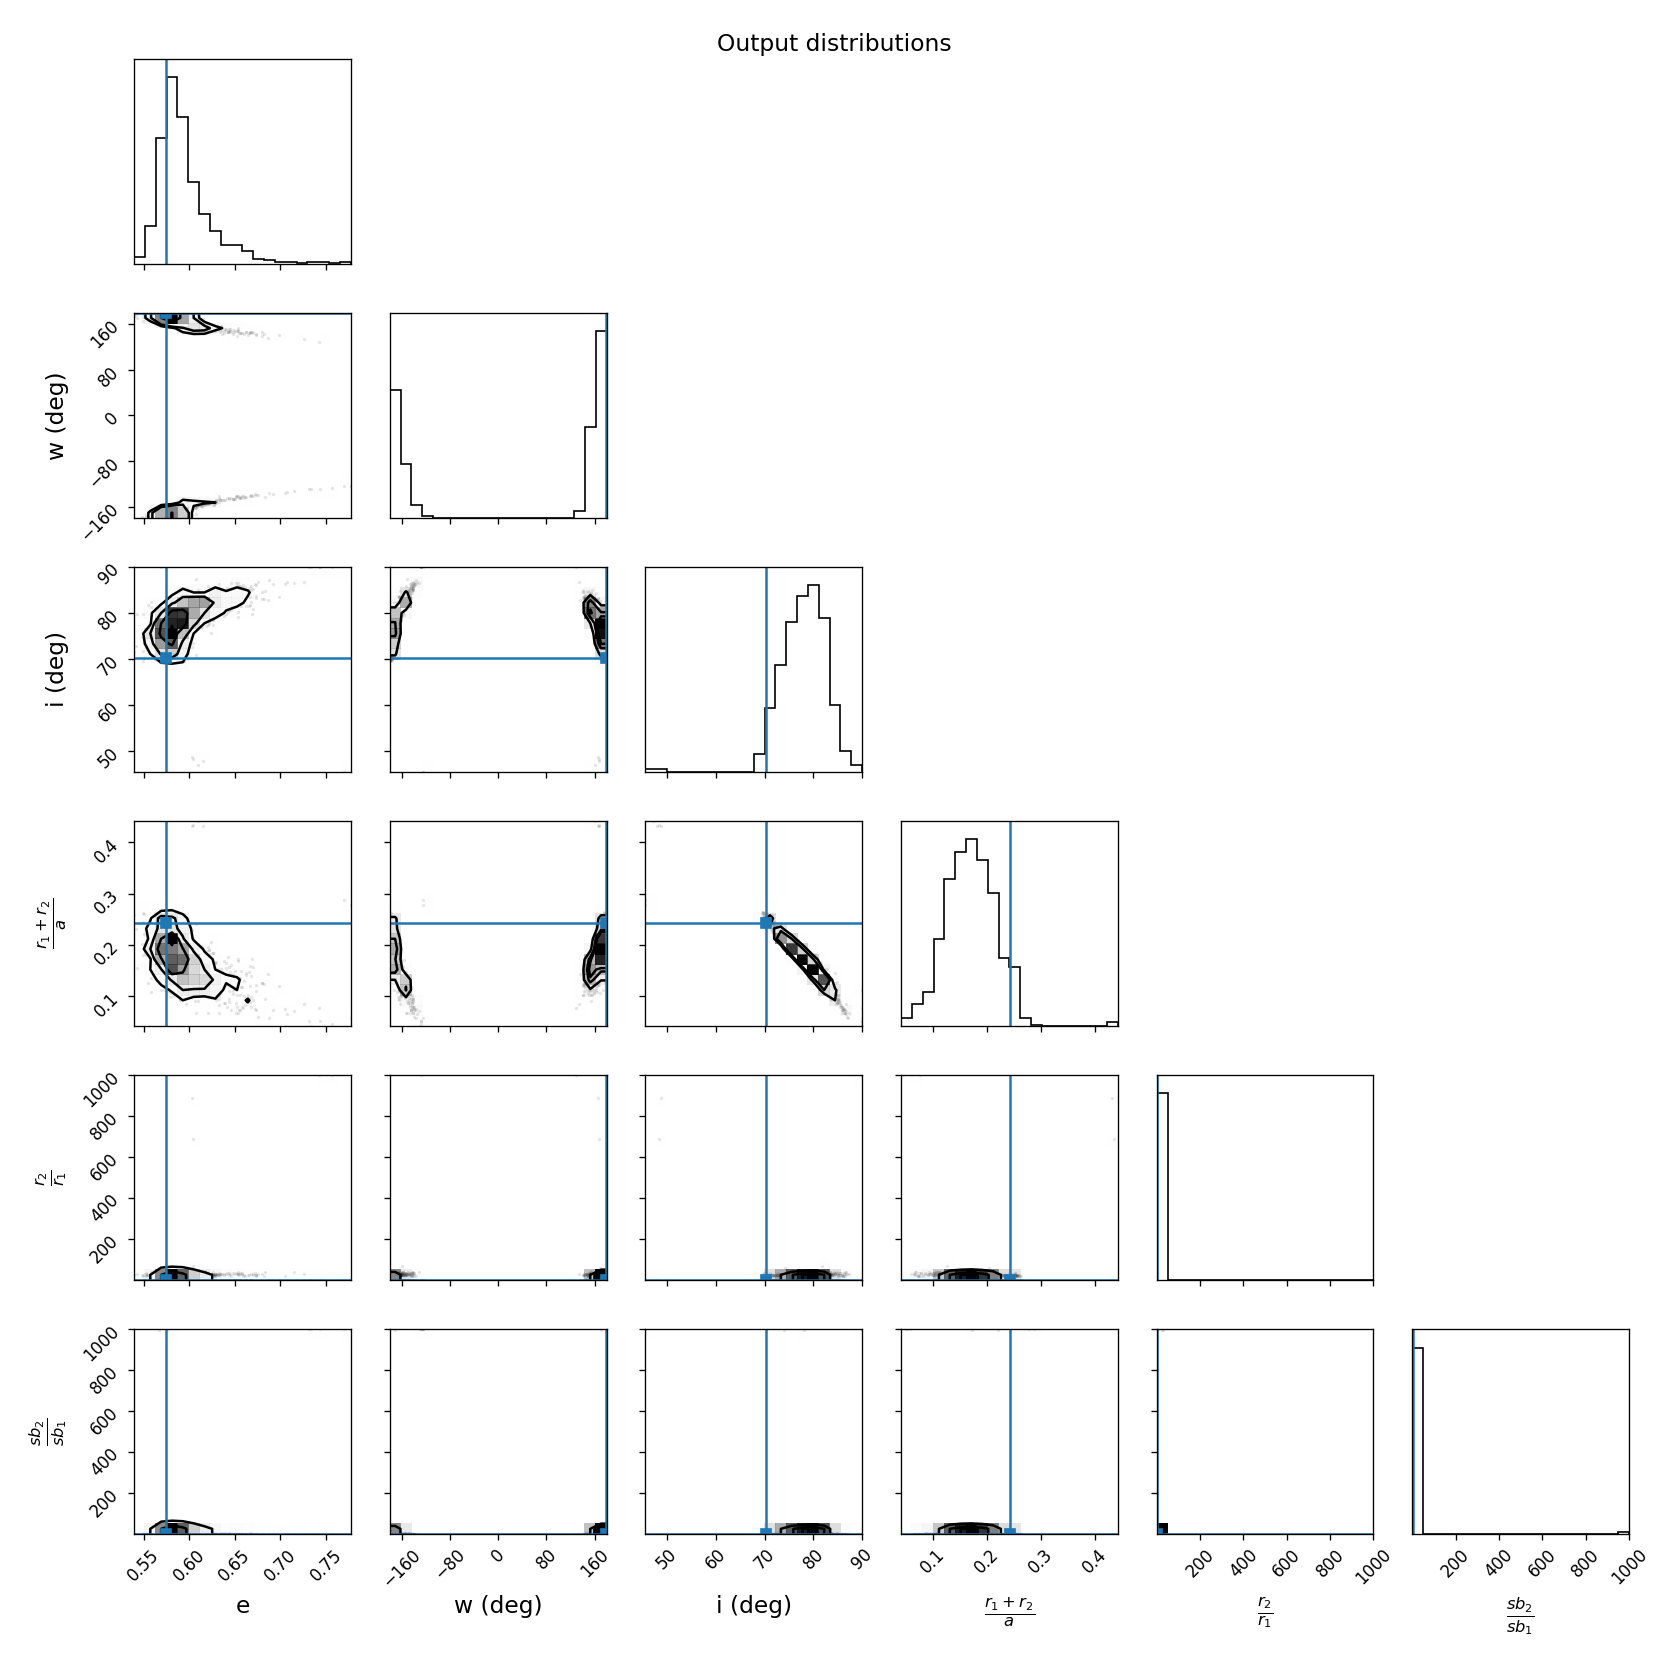 Output distributions
160
80
0
−80
−160
w (deg)
90
80
70
60
50
i (deg)
0.4
0.3
0.2
0.1
r₁ + r₂
a
1000
800
600
400
200
r₂
r₁
1000
800
600
400
200
sb₂
sb₁
0.55 0.60 0.65 0.70 0.75
−160 −80 0 80 160
50 60 70 80 90
0.1 0.2 0.3 0.4
200 400 600 800 1000
200 400 600 800 1000
e
w (deg)
i (deg)
r₁ + r₂
a
r₂
r₁
sb₂
sb₁